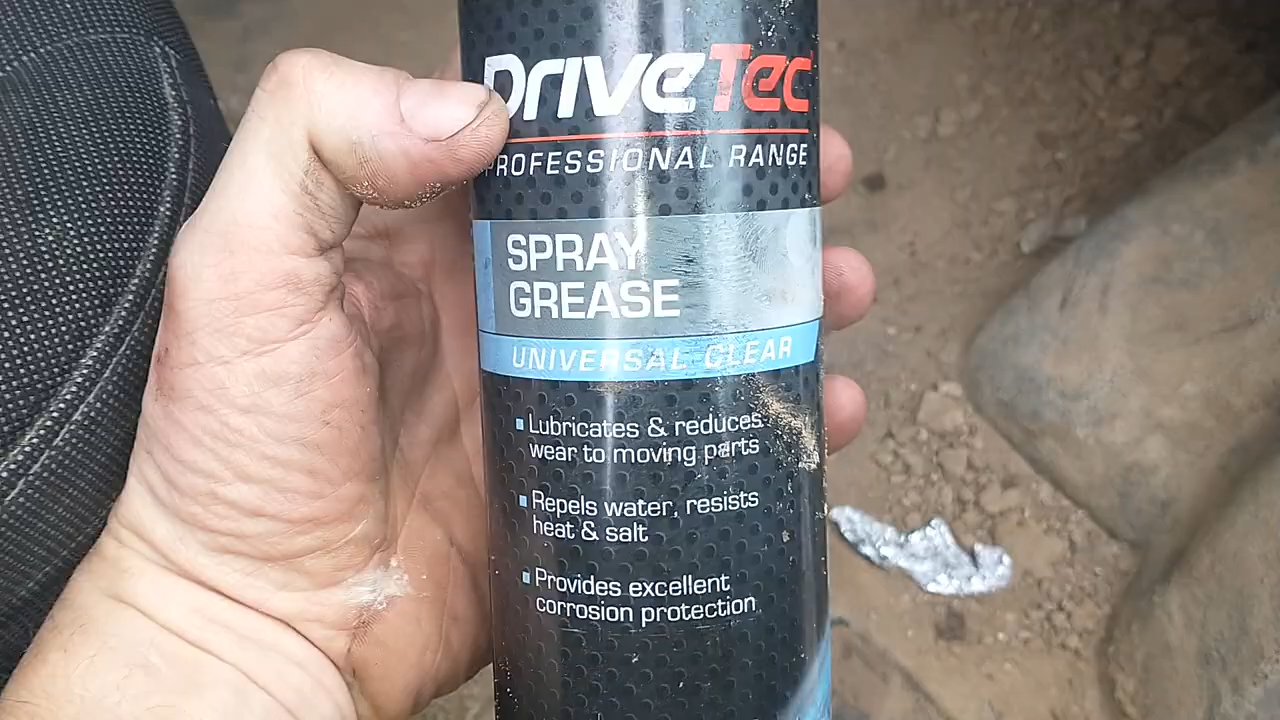 DriveTec
PROFESSIONAL RANGE
SPRAY
GREASE
UNIVERSAL CLEAR
Lubricates & reduces
wear to moving parts
Repels water, resists
heat & salt
Provides excellent
corrosion protection